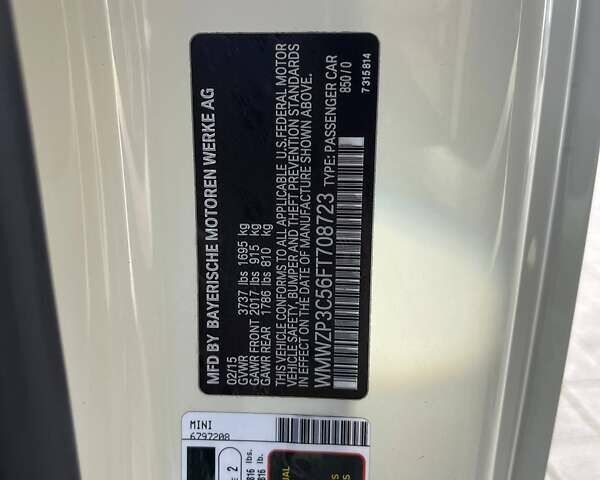 MFD BY BAYERISCHE MOTOREN WERKE AG
02/15
GVWR 3737 lbs 1695 kg
GAWR FRONT 2017 lbs 915 kg
GAWR REAR 1786 lbs 810 kg
THIS VEHICLE CONFORMS TO ALL APPLICABLE U.S.FEDERAL MOTOR
VEHICLE SAFETY, BUMPER AND THEFT PREVENTION STANDARDS
IN EFFECT ON THE DATE OF MANUFACTURE SHOWN ABOVE.
WMWZP3C56FT708723 TYPE: PASSENGER CAR
850/0
7315814
MINI
6797208
2
lbs.